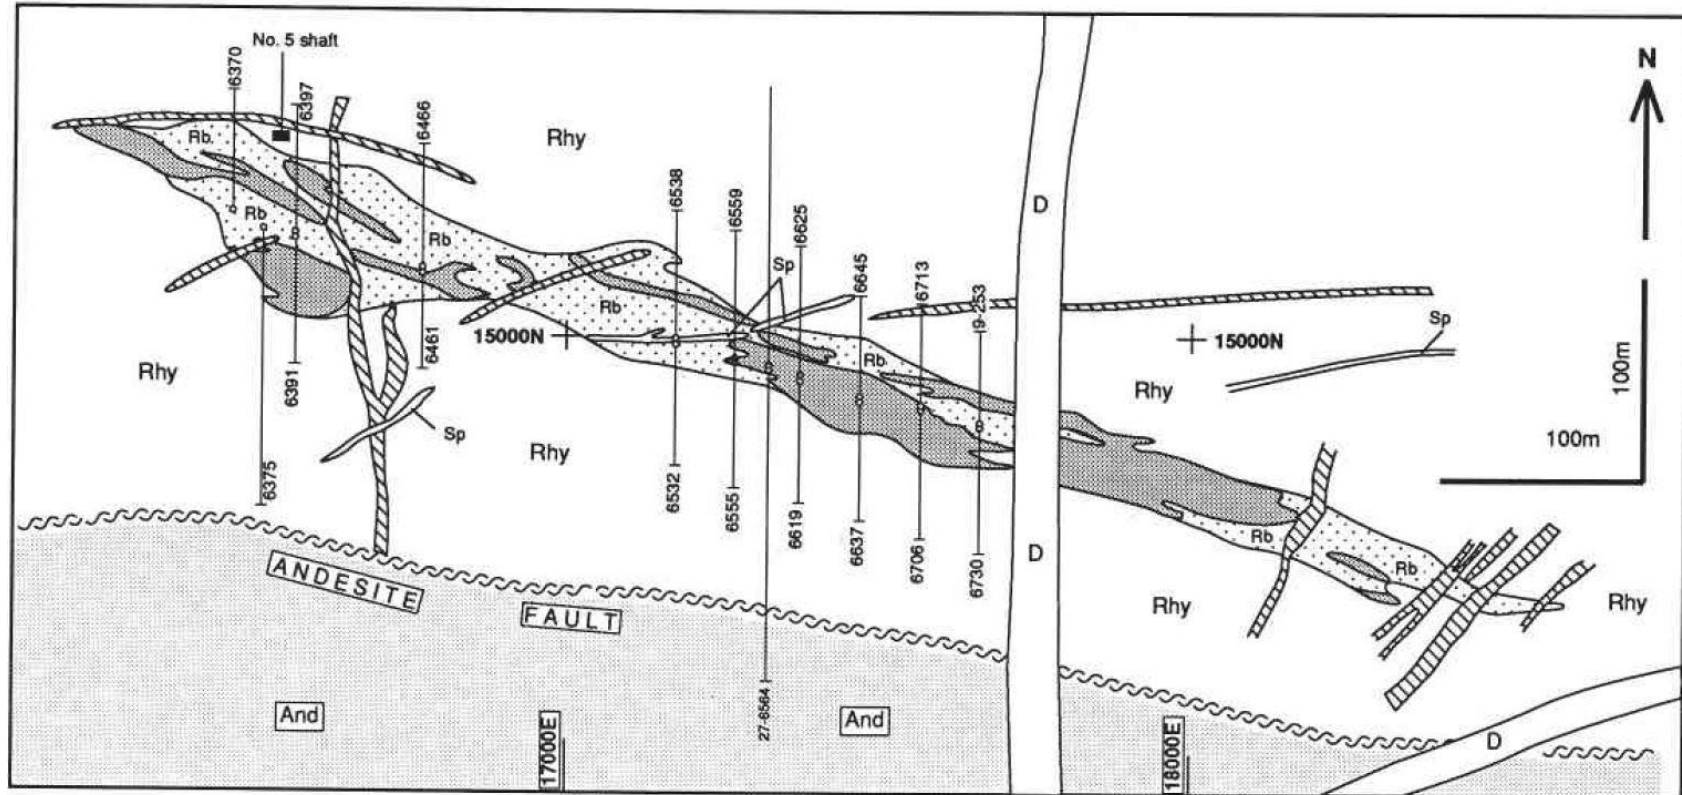 No. 5 shaft
6370
6397
6466
Rhy
N
Rb
D
6538
6559
6625
Rb
Rb
Sp
6645
6713
9-253
Rb
15000N
15000N
Sp
Rb
Rhy
6391
6461
Rhy
100m
Sp
Rhy
100m
6375
6532
6555
6619
6637
6706
6730
D
Rb
Rb
ANDESITE
FAULT
Rhy
Rhy
And
17000E
27-6564
And
18000E
D